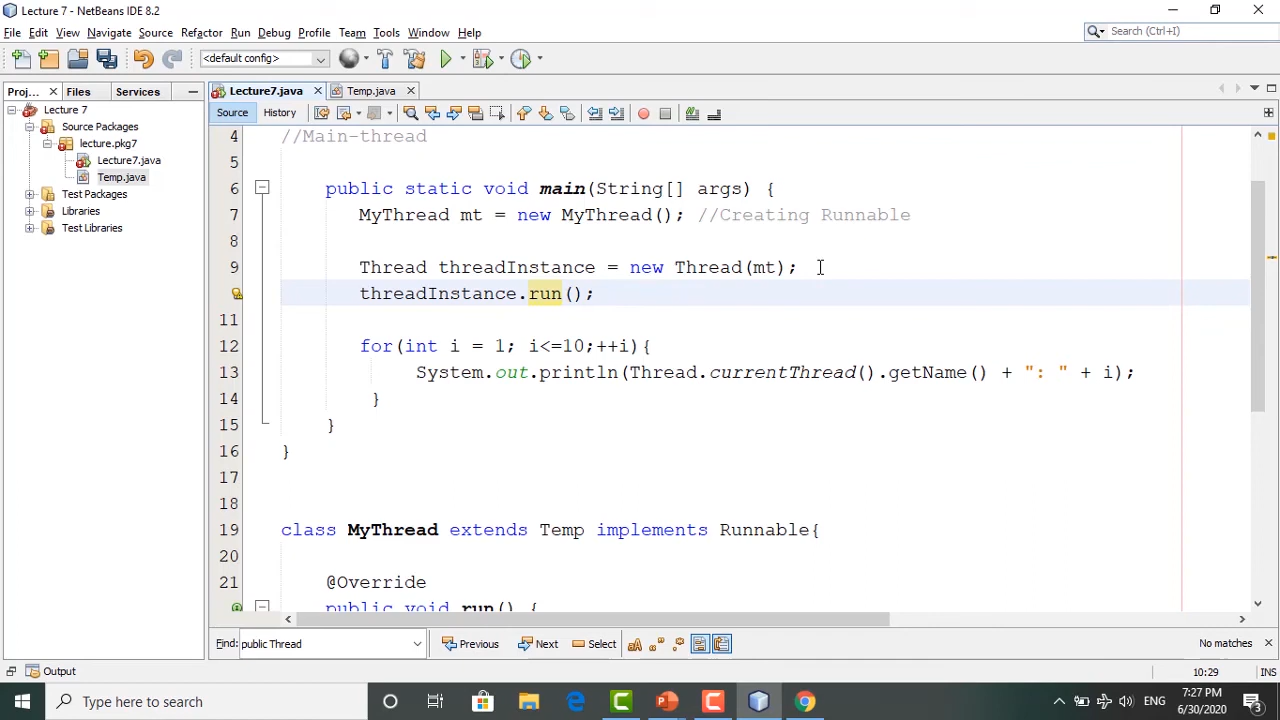 Lecture 7 - NetBeans IDE 8.2
File Edit View Navigate Source Refactor Run Debug Profile Team Tools Window Help
Search (Ctrl+I)
<default config>
Proj... Files Services
Lecture7.java Temp.java
Source History
Lecture 7
Source Packages
lecture.pkg7
Lecture7.java
Temp.java
Test Packages
Libraries
Test Libraries
4 //Main-thread
5
6 public static void main(String[] args) {
7 MyThread mt = new MyThread(); //Creating Runnable
8
9 Thread threadInstance = new Thread(mt);
threadInstance.run();
11
12 for(int i = 1; i<=10;++i){
13 System.out.println(Thread.currentThread().getName() + ": " + i);
14 }
15 }
16 }
17
18
19 class MyThread extends Temp implements Runnable{
20
21 @Override
public void run() {
Find: public Thread Previous Next Select aA No matches
Output
10:29 INS
Type here to search
ENG
7:27 PM
6/30/2020
3